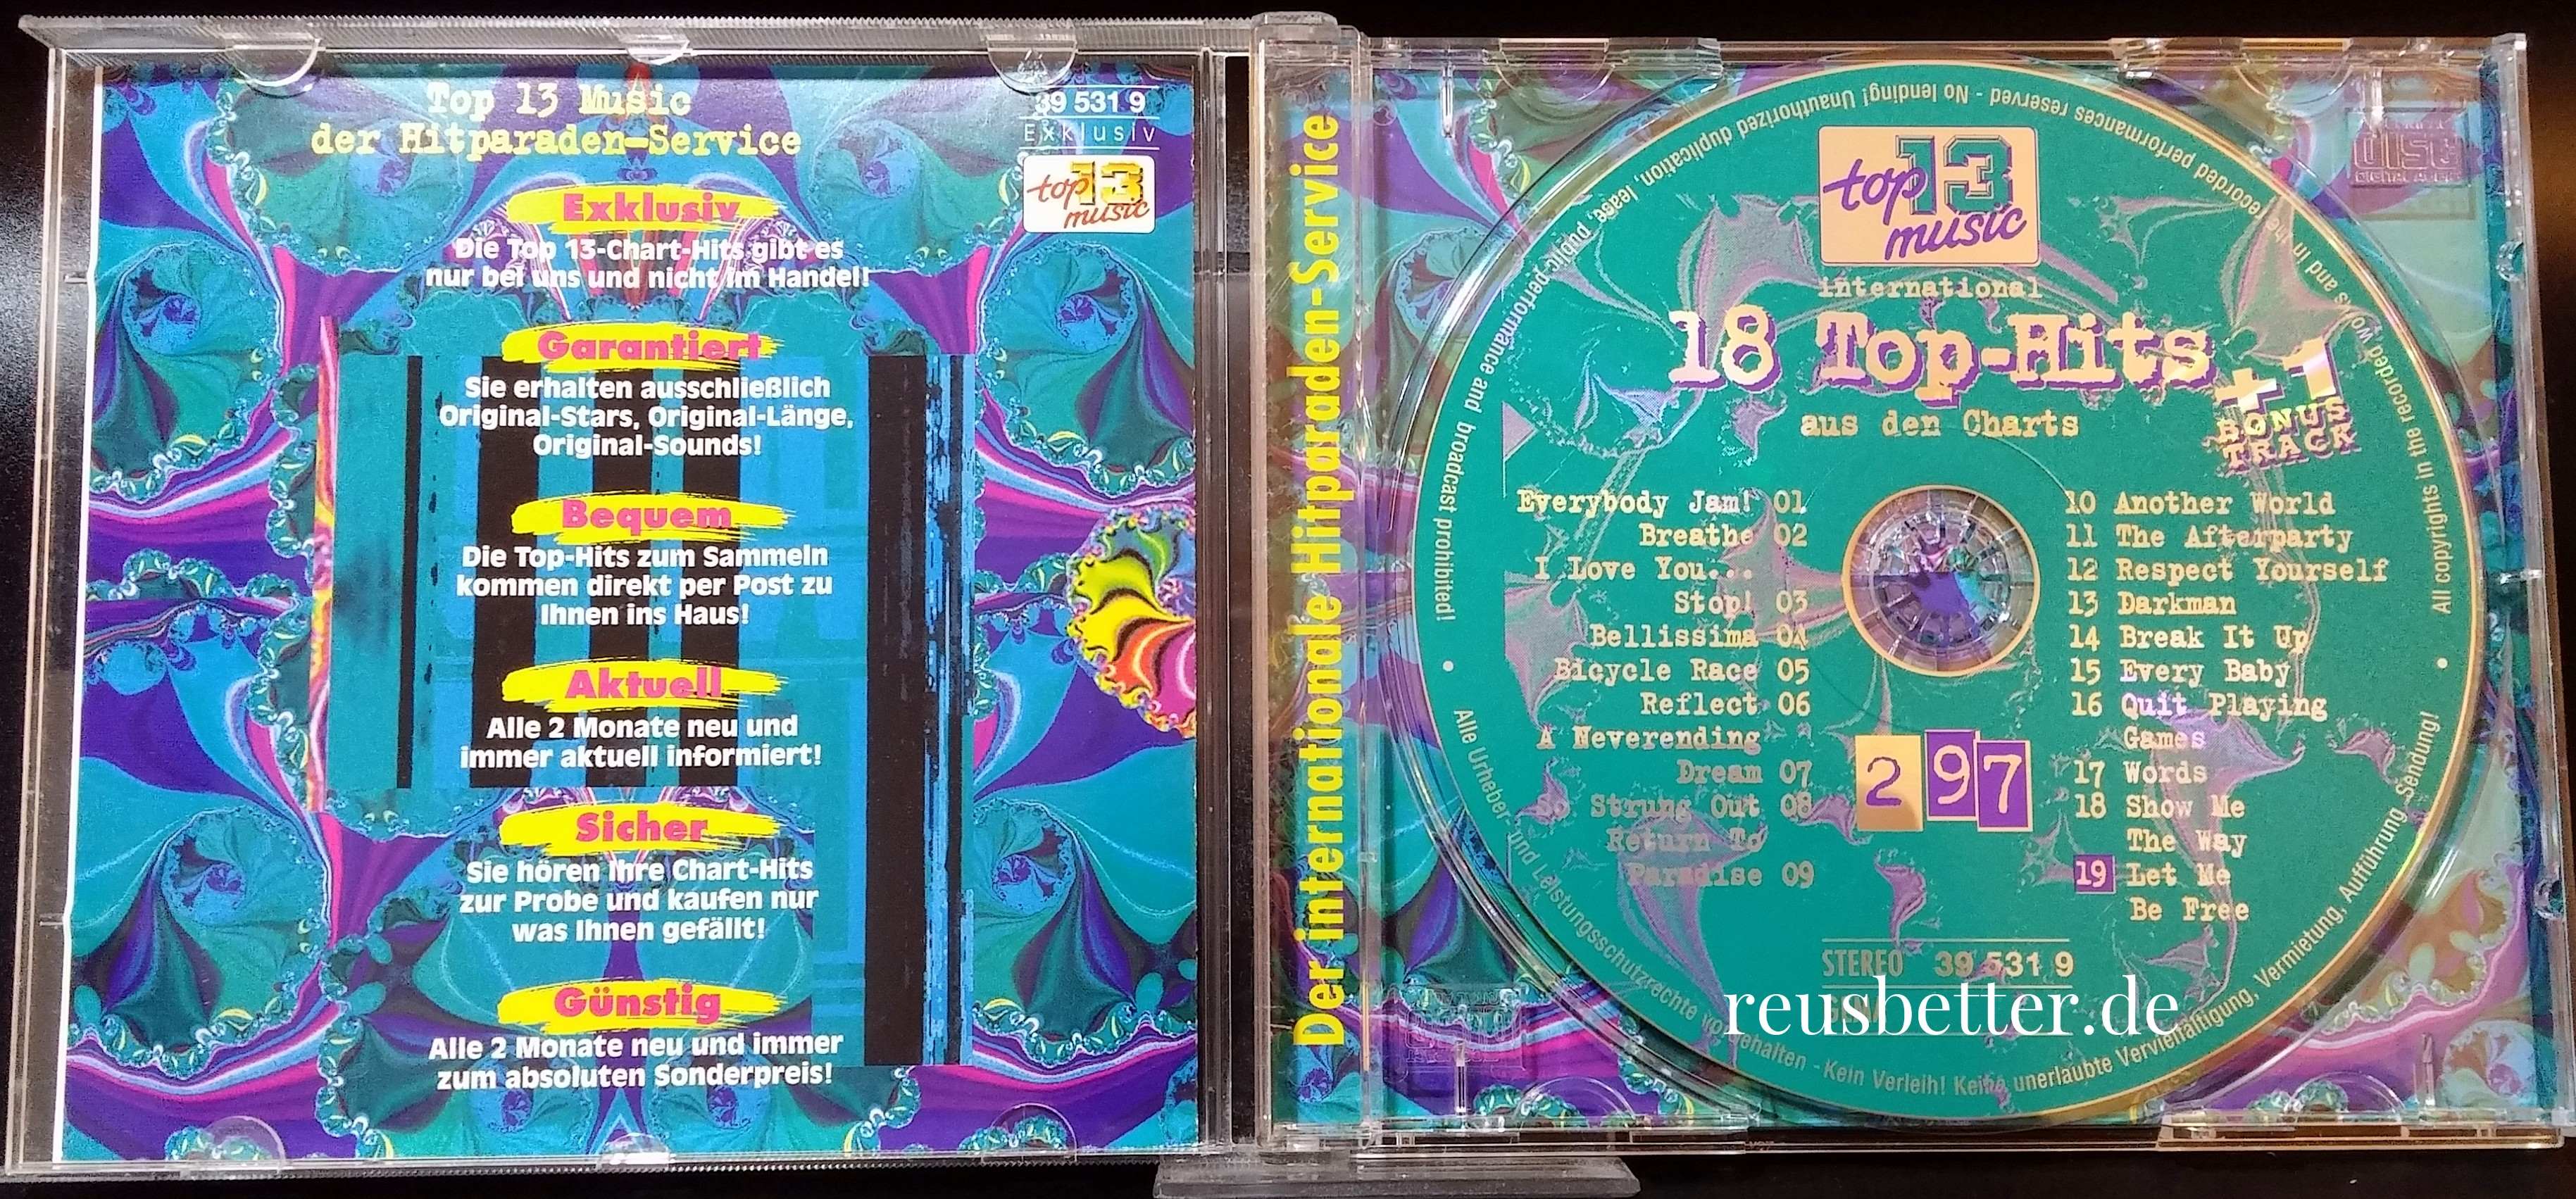 Top 13 Music
der Hitparaden-Service
39 531 9
Exklusiv
top 13
music
Exklusiv
Die Top 13-Chart-Hits gibt es
nur bei uns und nicht im Handel!
Garantiert
Sie erhalten ausschließlich
Original-Stars, Original-Länge,
Original-Sounds!
Bequem
Die Top-Hits zum Sammeln
kommen direkt per Post zu
Ihnen ins Haus!
Aktuell
Alle 2 Monate neu und
immer aktuell informiert!
Sicher
Sie hören Ihre Chart-Hits
zur Probe und kaufen nur
was Ihnen gefällt!
Günstig
Alle 2 Monate neu und immer
zum absoluten Sonderpreis!
Der internationale Hitparaden-Service
DISC
DIGITAL AUDIO
top 13
music
international
18 Top-Hits
+1
BONUS
TRACK
aus den Charts
Everybody Jam! 01
Breathe 02
I Love You...
Stop! 03
Bellissima 04
Bicycle Race 05
Reflect 06
A Neverending
Dream 07
So Strung Out 08
Return To
Paradise 09
10 Another World
11 The Afterparty
12 Respect Yourself
13 Darkman
14 Break It Up
15 Every Baby
16 Quit Playing
Games
17 Words
18 Show Me
The Way
19 Let Me
Be Free
2 97
STEREO 39 531 9
All copyrights in the recorded works and in the recorded performances reserved - No lending! Unauthorized duplication, lease, public performance and broadcast prohibited!
Alle Urheber- und Leistungsschutzrechte vorbehalten - Kein Verleih! Keine unerlaubte Vervielfältigung, Vermietung, Aufführung, Sendung!
reusbetter.de